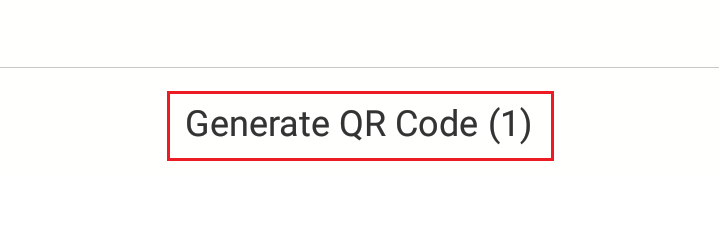 Generate QR Code (1)